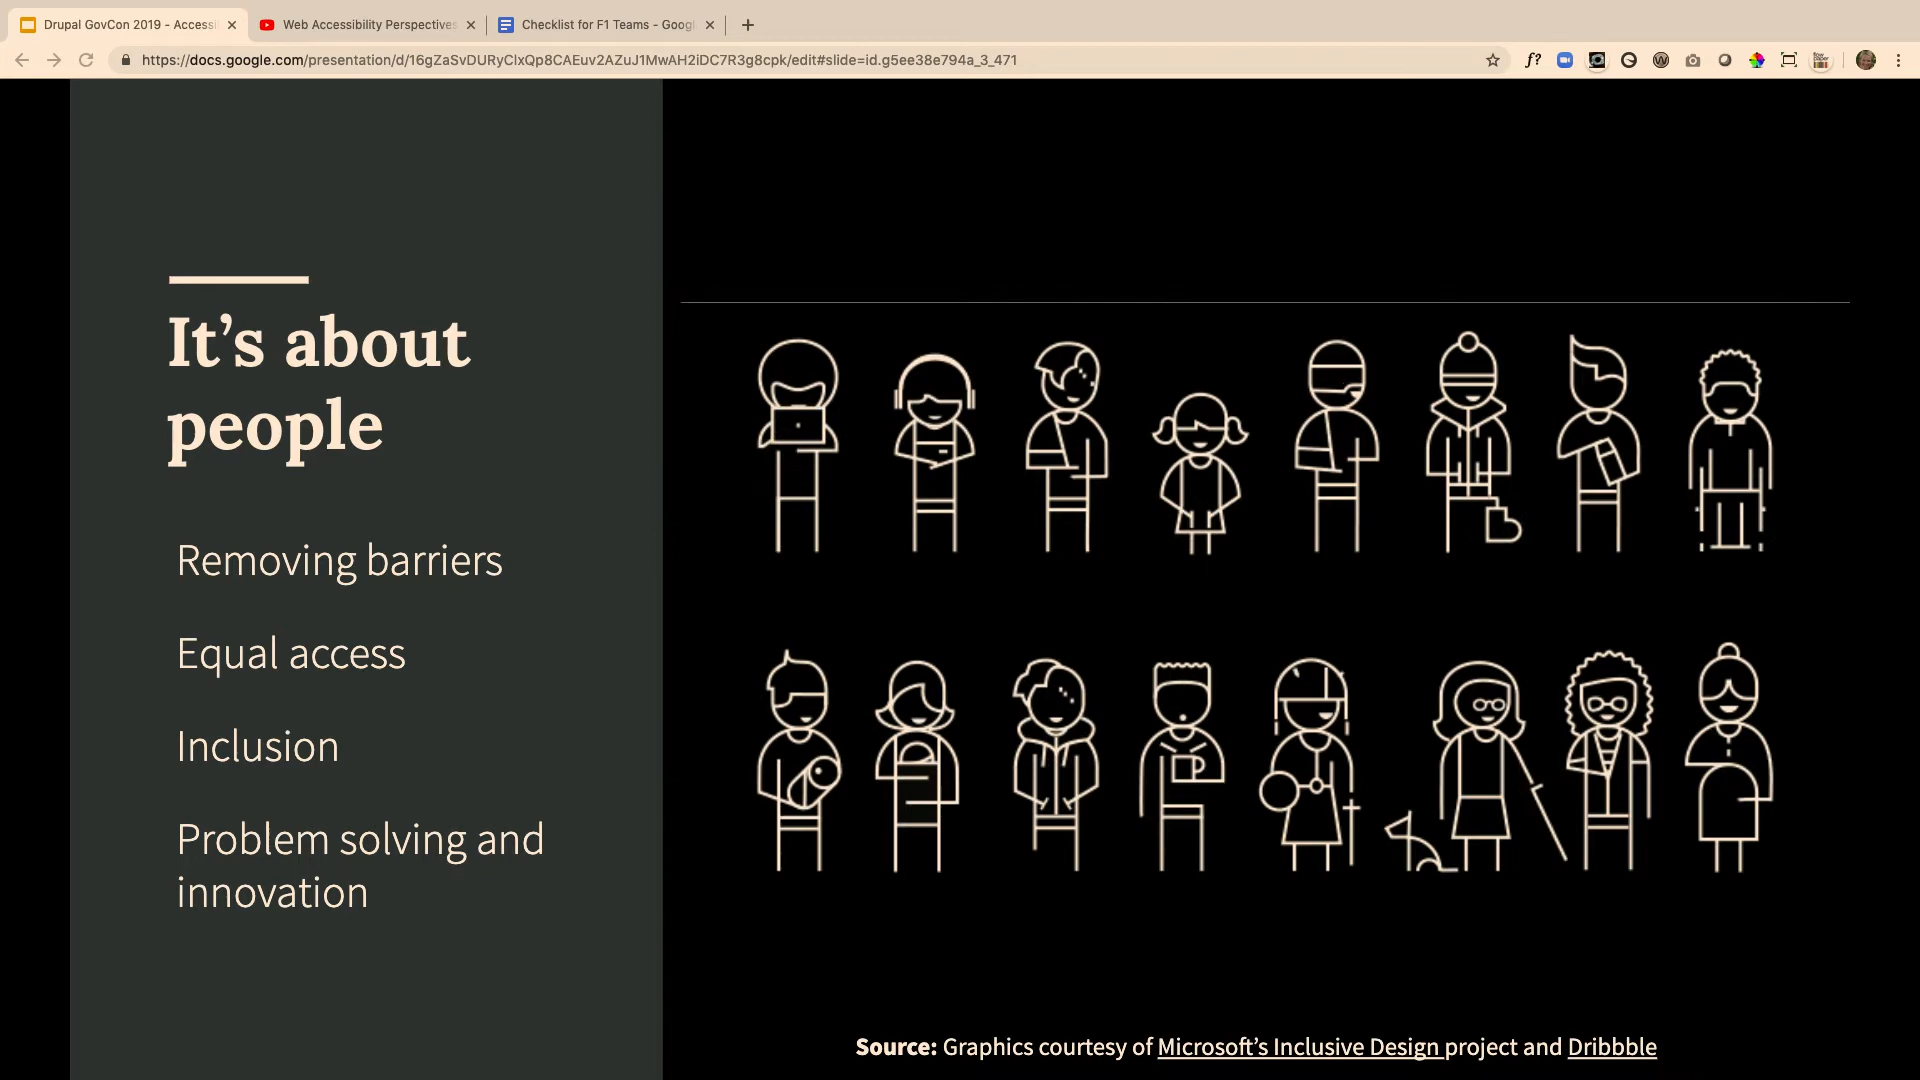 Drupal GovCon 2019 - Accessi
Web Accessibility Perspectives
Checklist for F1 Teams - Googl
https://docs.google.com/presentation/d/16gZaSvDURyClxQp8CAEuv2AZuJ1MwAH2iDC7R3g8cpk/edit#slide=id.g5ee38e794a_3_471
f?
It’s about
people
Removing barriers
Equal access
Inclusion
Problem solving and
innovation
Source: Graphics courtesy of Microsoft’s Inclusive Design project and Dribbble